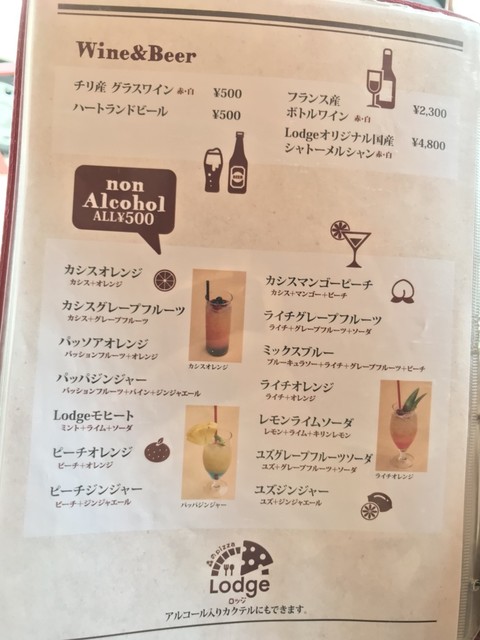 Wine&Beer
チリ産 グラスワイン 赤・白 ¥500
ハートランドビール ¥500
フランス産
ボトルワイン 赤・白 ¥2,300
Lodgeオリジナル国産
シャトーメルシャン 赤・白 ¥4,800
non
Alcohol
ALL¥500
カシスオレンジ
カシス+オレンジ
カシスグレープフルーツ
カシス+グレープフルーツ
パッソアオレンジ
パッションフルーツ+オレンジ
パッパジンジャー
パッションフルーツ+パイン+ジンジャエール
Lodgeモヒート
ミント+ライム+ソーダ
ピーチオレンジ
ピーチ+オレンジ
ピーチジンジャー
ピーチ+ジンジャエール
カシスオレンジ
パッパジンジャー
カシスマンゴーピーチ
カシス+マンゴー+ピーチ
ライチグレープフルーツ
ライチ+グレープフルーツ+ソーダ
ミックスブルー
ブルーキュラソー+ライチ+グレープフルーツ+ピーチ
ライチオレンジ
ライチ+オレンジ
レモンライムソーダ
レモン+ライム+キリンレモン
ユズグレープフルーツソーダ
ユズ+グレープフルーツ+ソーダ
ユズジンジャー
ユズ+ジンジャエール
ライチオレンジ
pizza
Lodge
ロッジ
アルコール入りカクテルにもできます。